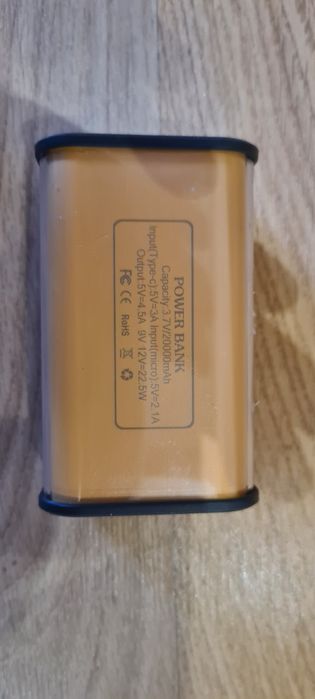 POWER BANK
Capacity:3.7V/20000mAh
Input(Type-c):5V=3A Input(micro):5V=2.1A
Output:5V=4.5A 9V 12V=22.5W
FC CE RoHS